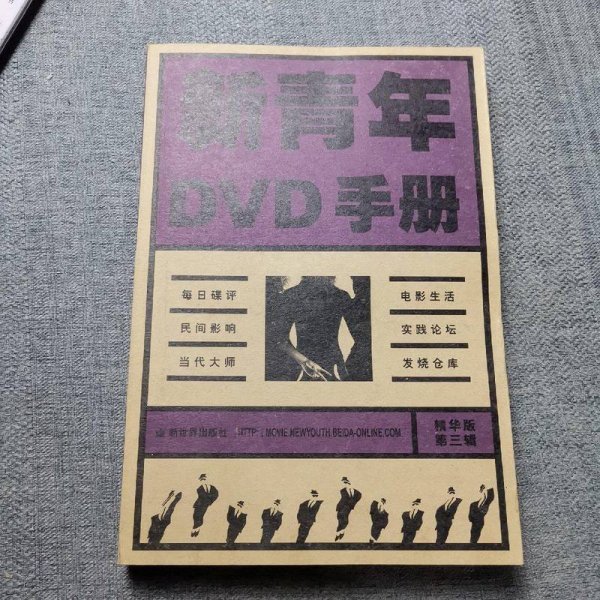 新青年
DVD手册
每日碟评
民间影响
当代大师
电影生活
实践论坛
发烧仓库
新世界出版社 HTTP://MOVIE.NEWYOUTH.BEIDA-ONLINE.COM
精华版
第三辑